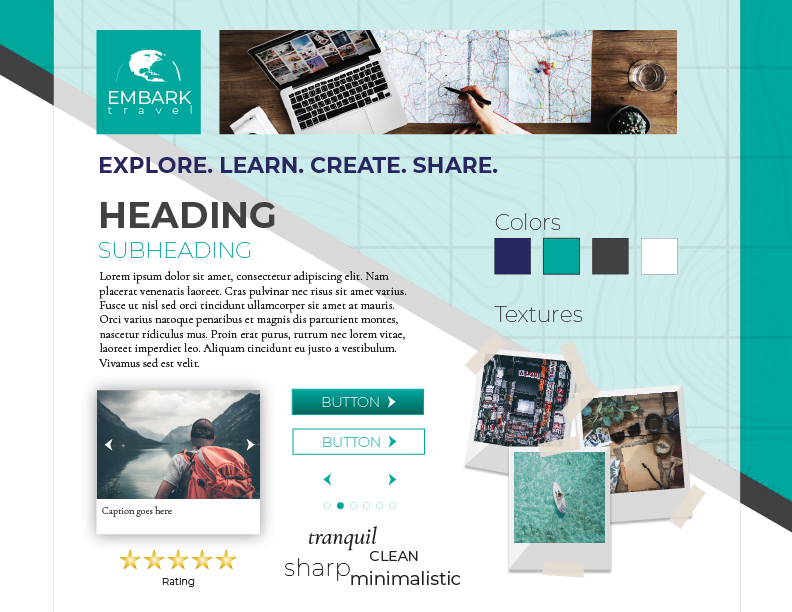 EMBARK
travel
EXPLORE. LEARN. CREATE. SHARE.
HEADING
SUBHEADING
Lorem ipsum dolor sit amet, consectetur adipiscing elit. Nam
placerat venenatis laoreet. Cras pulvinar nec risus sit amet varius.
Fusce ut nisl sed orci tincidunt ullamcorper sit amet at mauris.
Orci varius natoque penatibus et magnis dis parturient montes,
nascetur ridiculus mus. Proin erat purus, rutrum nec lorem vitae,
laoreet imperdiet leo. Aliquam tincidunt eu justo a vestibulum.
Vivamus sed est velit.
Colors
Textures
Caption goes here
Rating
BUTTON
BUTTON
tranquil
CLEAN
sharp
minimalistic